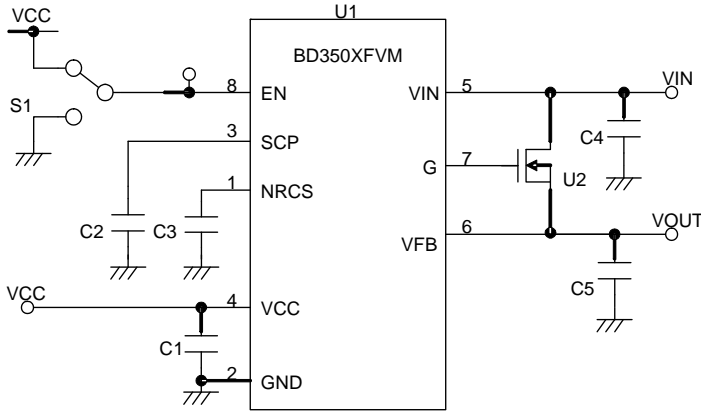 U1
VCC
BD350XFVM
S1
8 EN
3 SCP
1 NRCS
C2 C3
VCC
4 VCC
C1
2 GND
VIN 5
VIN
C4
G 7
U2
VFB 6
VOUT
C5